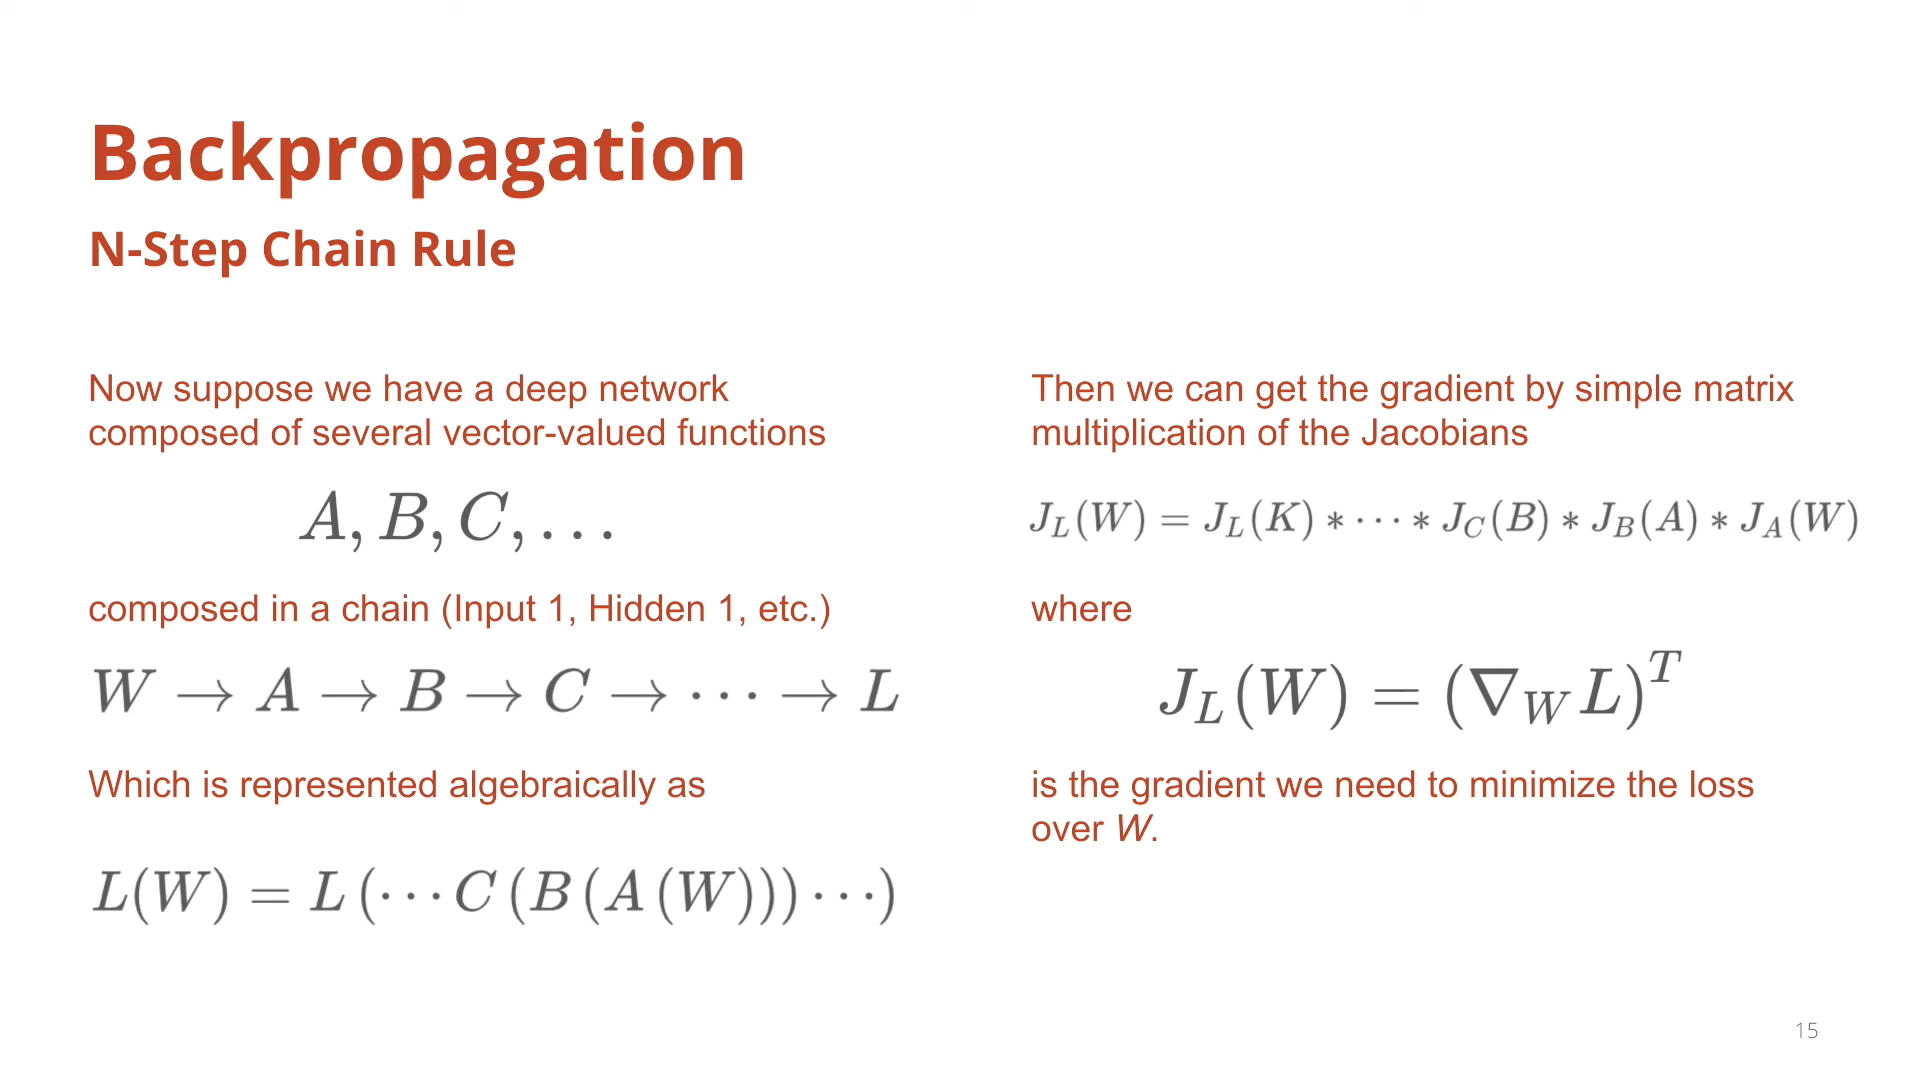 Backpropagation
N-Step Chain Rule
Now suppose we have a deep network
composed of several vector-valued functions
A, B, C, . . .
composed in a chain (Input 1, Hidden 1, etc.)
W → A → B → C → ⋯ → L
Which is represented algebraically as
L(W) = L (⋯ C (B (A (W))) ⋯)
Then we can get the gradient by simple matrix
multiplication of the Jacobians
J_L(W) = J_L(K) ∗ ⋯ ∗ J_C(B) ∗ J_B(A) ∗ J_A(W)
where
J_L(W) = (∇_W L)^T
is the gradient we need to minimize the loss
over W.
15